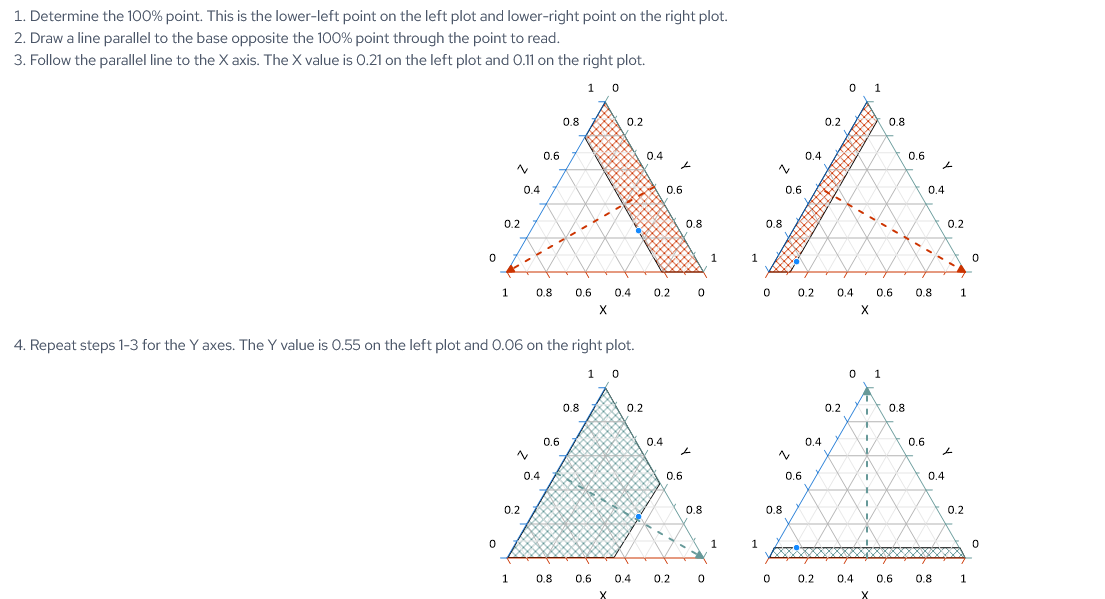 1. Determine the 100% point. This is the lower-left point on the left plot and lower-right point on the right plot.
2. Draw a line parallel to the base opposite the 100% point through the point to read.
3. Follow the parallel line to the X axis. The X value is 0.21 on the left plot and 0.11 on the right plot.
1 0 0 1
0.8 0.2 0.2 0.8
0.6 0.4 0.4 0.6
Z Y Z Y
0.4 0.6 0.6 0.4
0.2 0.8 0.8 0.2
0 1 1 0
1 0.8 0.6 0.4 0.2 0 0 0.2 0.4 0.6 0.8 1
X X
4. Repeat steps 1-3 for the Y axes. The Y value is 0.55 on the left plot and 0.06 on the right plot.
1 0 0 1
0.8 0.2 0.2 0.8
0.6 0.4 0.4 0.6
Z Y Z Y
0.4 0.6 0.6 0.4
0.2 0.8 0.8 0.2
0 1 1 0
1 0.8 0.6 0.4 0.2 0 0 0.2 0.4 0.6 0.8 1
X X